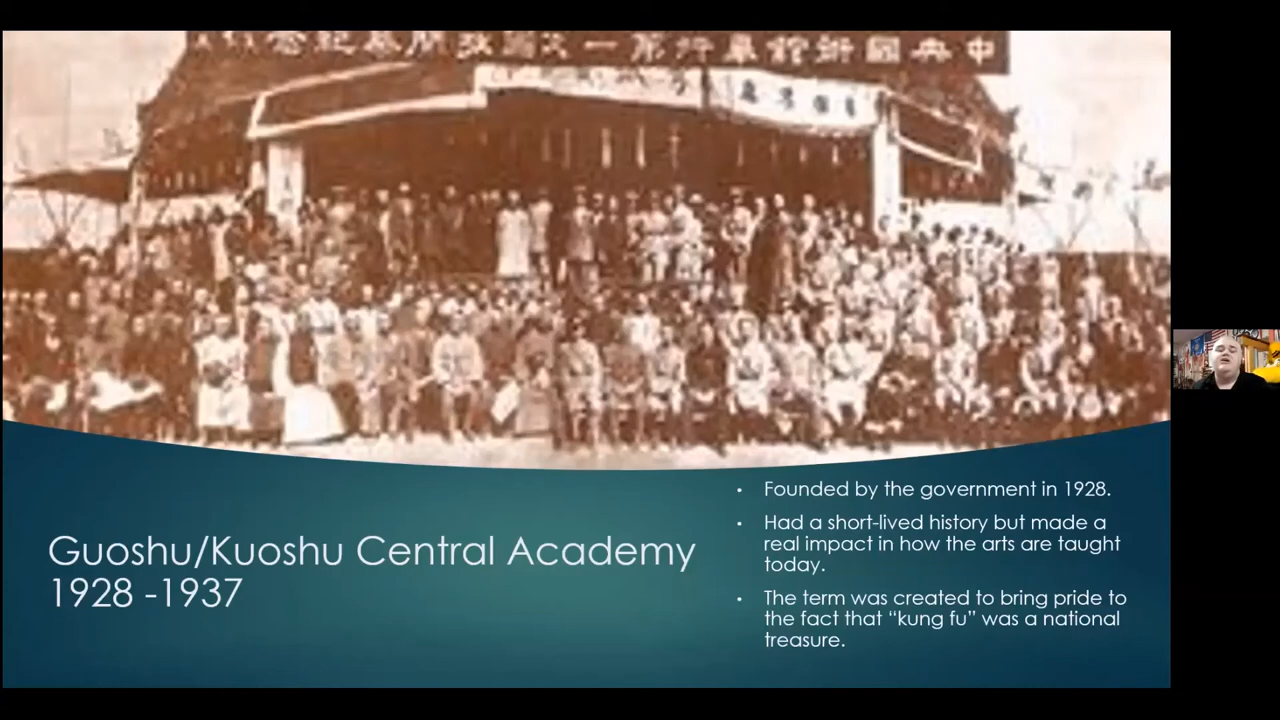 Guoshu/Kuoshu Central Academy
1928 -1937
• Founded by the government in 1928.
• Had a short-lived history but made a
real impact in how the arts are taught
today.
• The term was created to bring pride to
the fact that “kung fu” was a national
treasure.